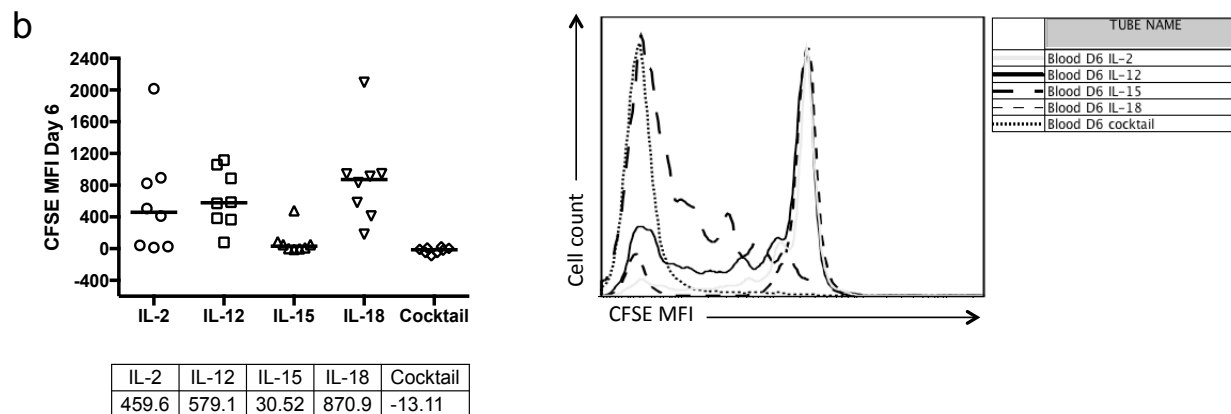 b
2400
2000
1600
1200
800
400
0
-400
CFSE MFI Day 6
IL-2 IL-12 IL-15 IL-18 Cocktail
IL-2 IL-12 IL-15 IL-18 Cocktail
459.6 579.1 30.52 870.9 -13.11
Cell count
CFSE MFI
TUBE NAME
Blood D6 IL-2
Blood D6 IL-12
Blood D6 IL-15
Blood D6 IL-18
Blood D6 cocktail